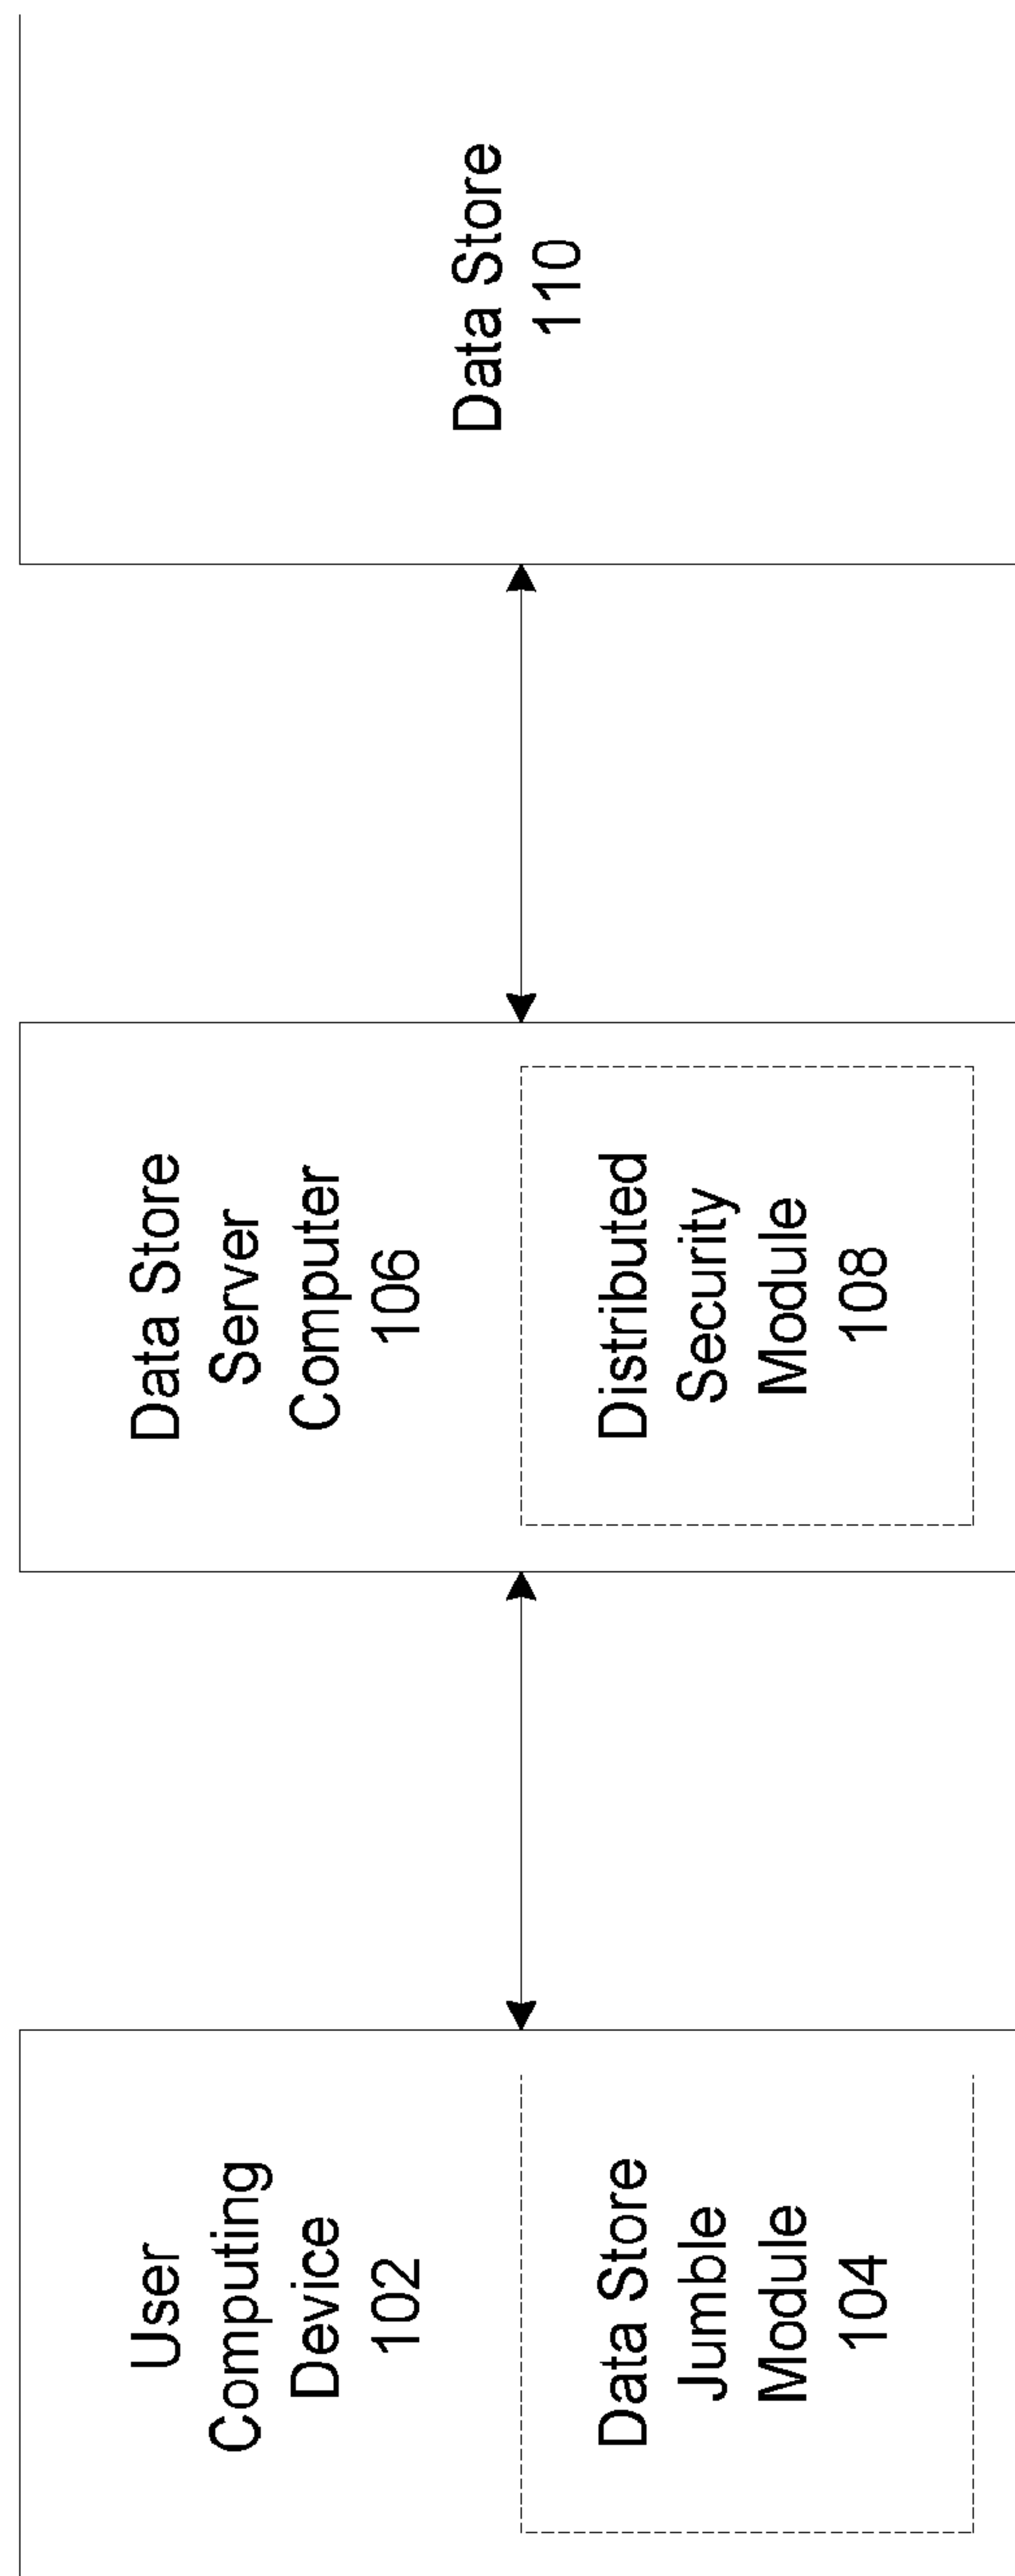 User
Computing
Device
102
Data Store
Jumble
Module
104
Data Store
Server
Computer
106
Distributed
Security
Module
108
Data Store
110